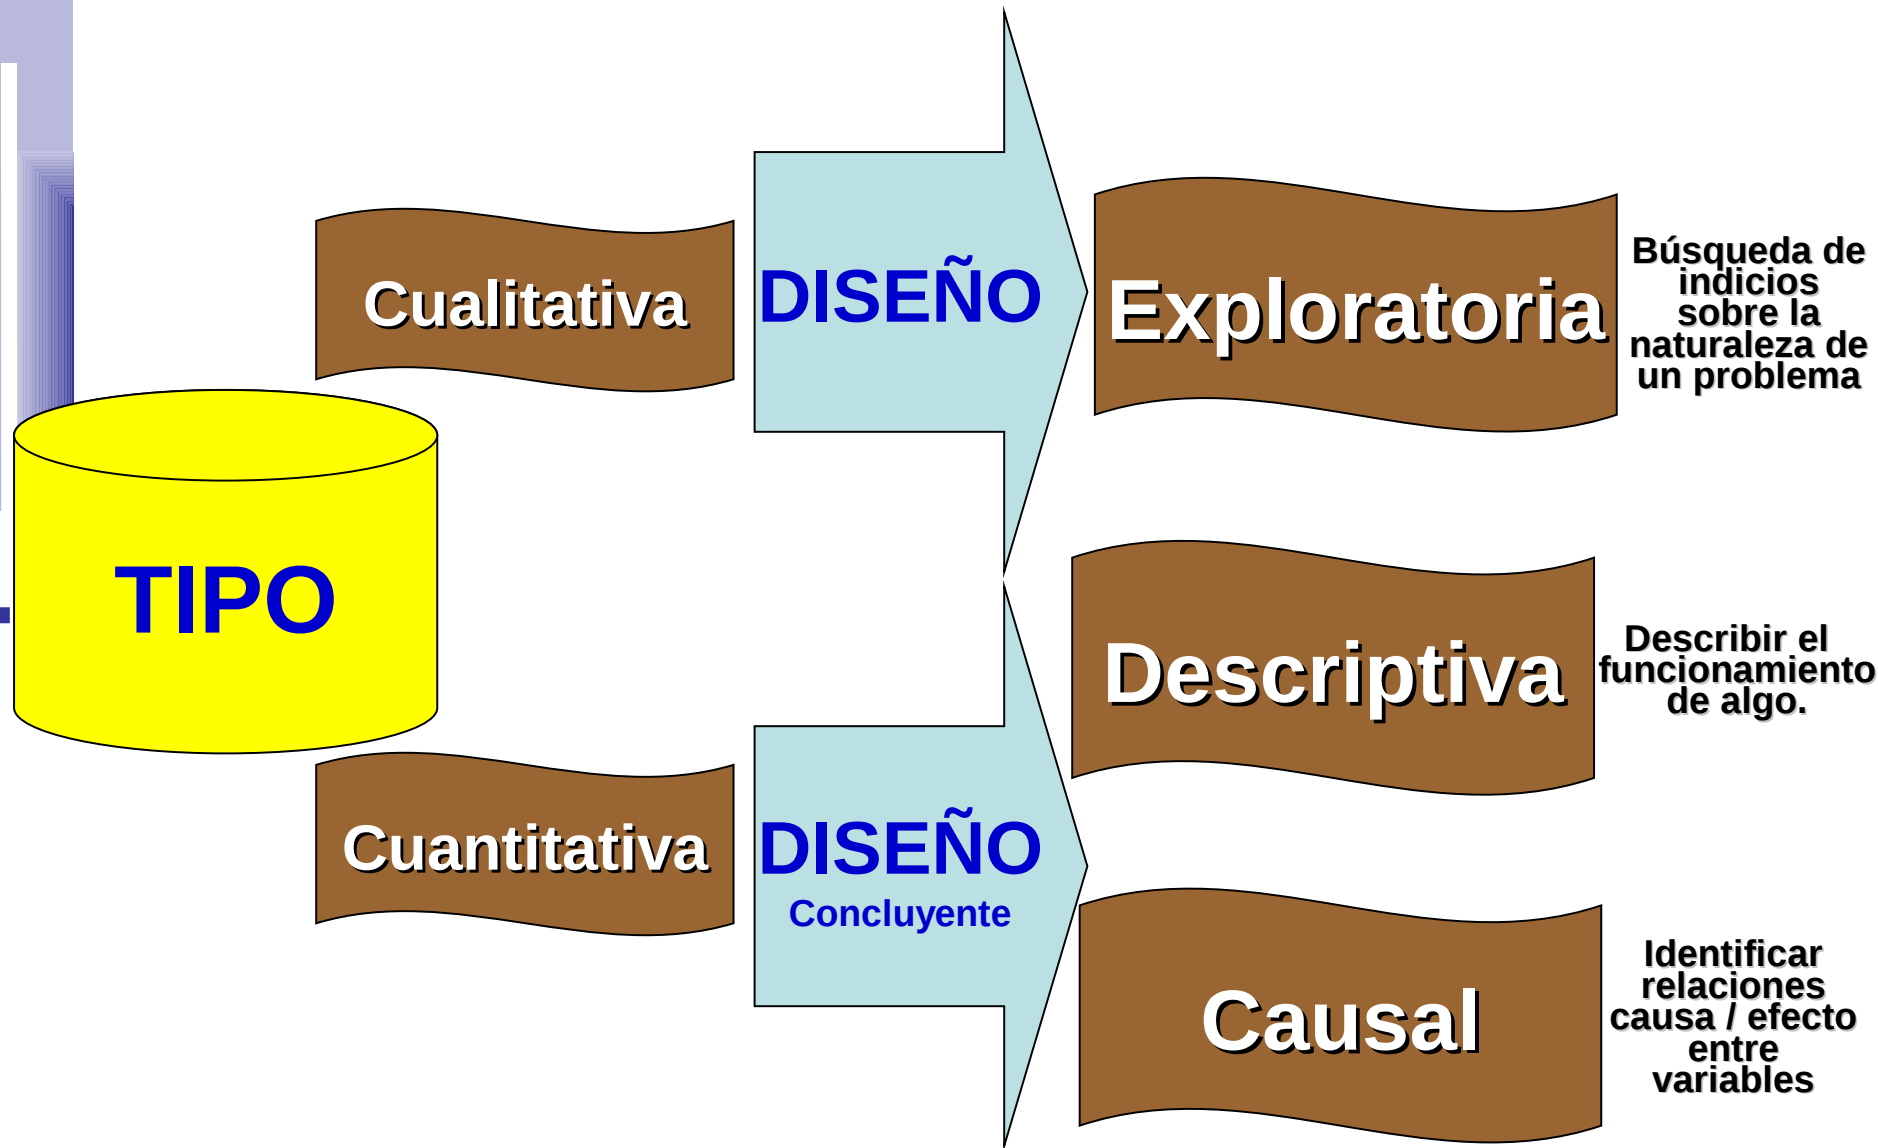 TIPO
Cualitativa
DISEÑO
Exploratoria
Búsqueda de
indicios
sobre la
naturaleza de
un problema
Cuantitativa
DISEÑO
Concluyente
Descriptiva
Describir el
funcionamiento
de algo.
Causal
Identificar
relaciones
causa / efecto
entre
variables